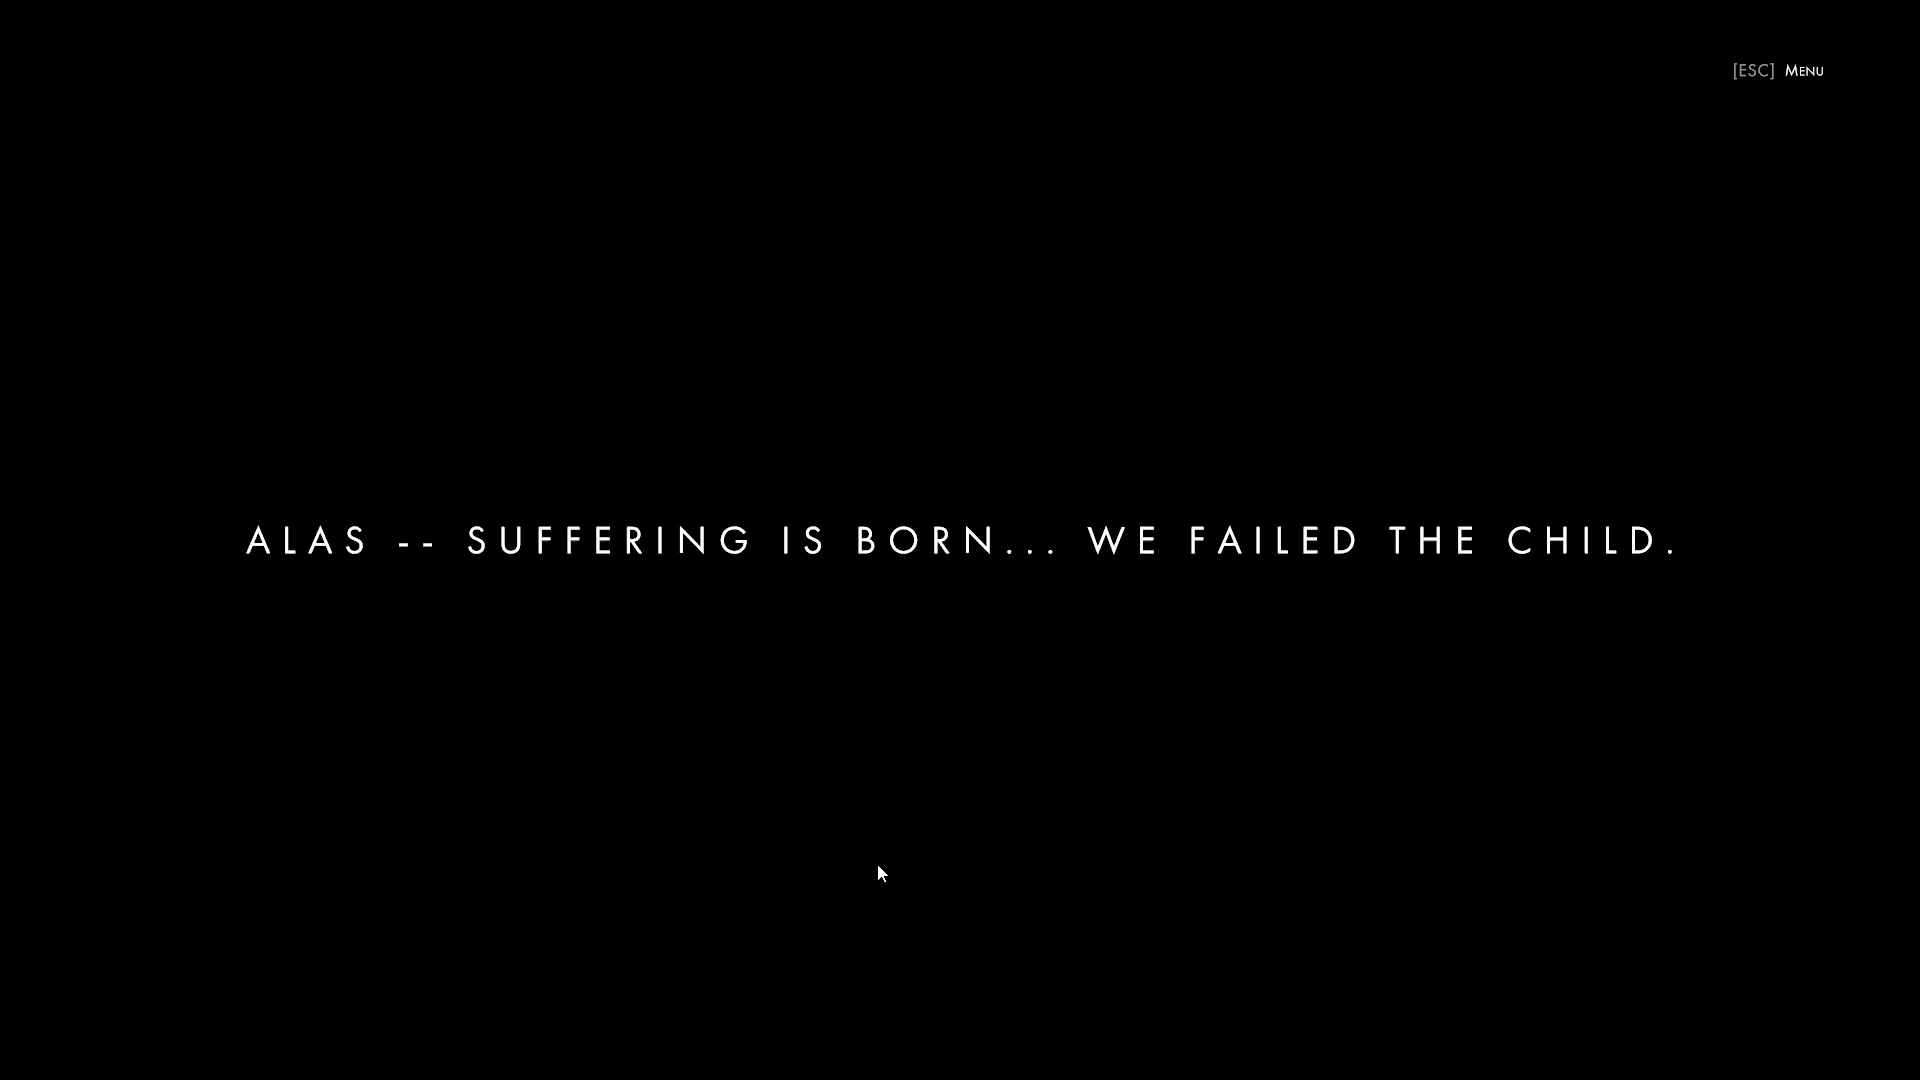 [ESC] Menu
ALAS -- SUFFERING IS BORN... WE FAILED THE CHILD.